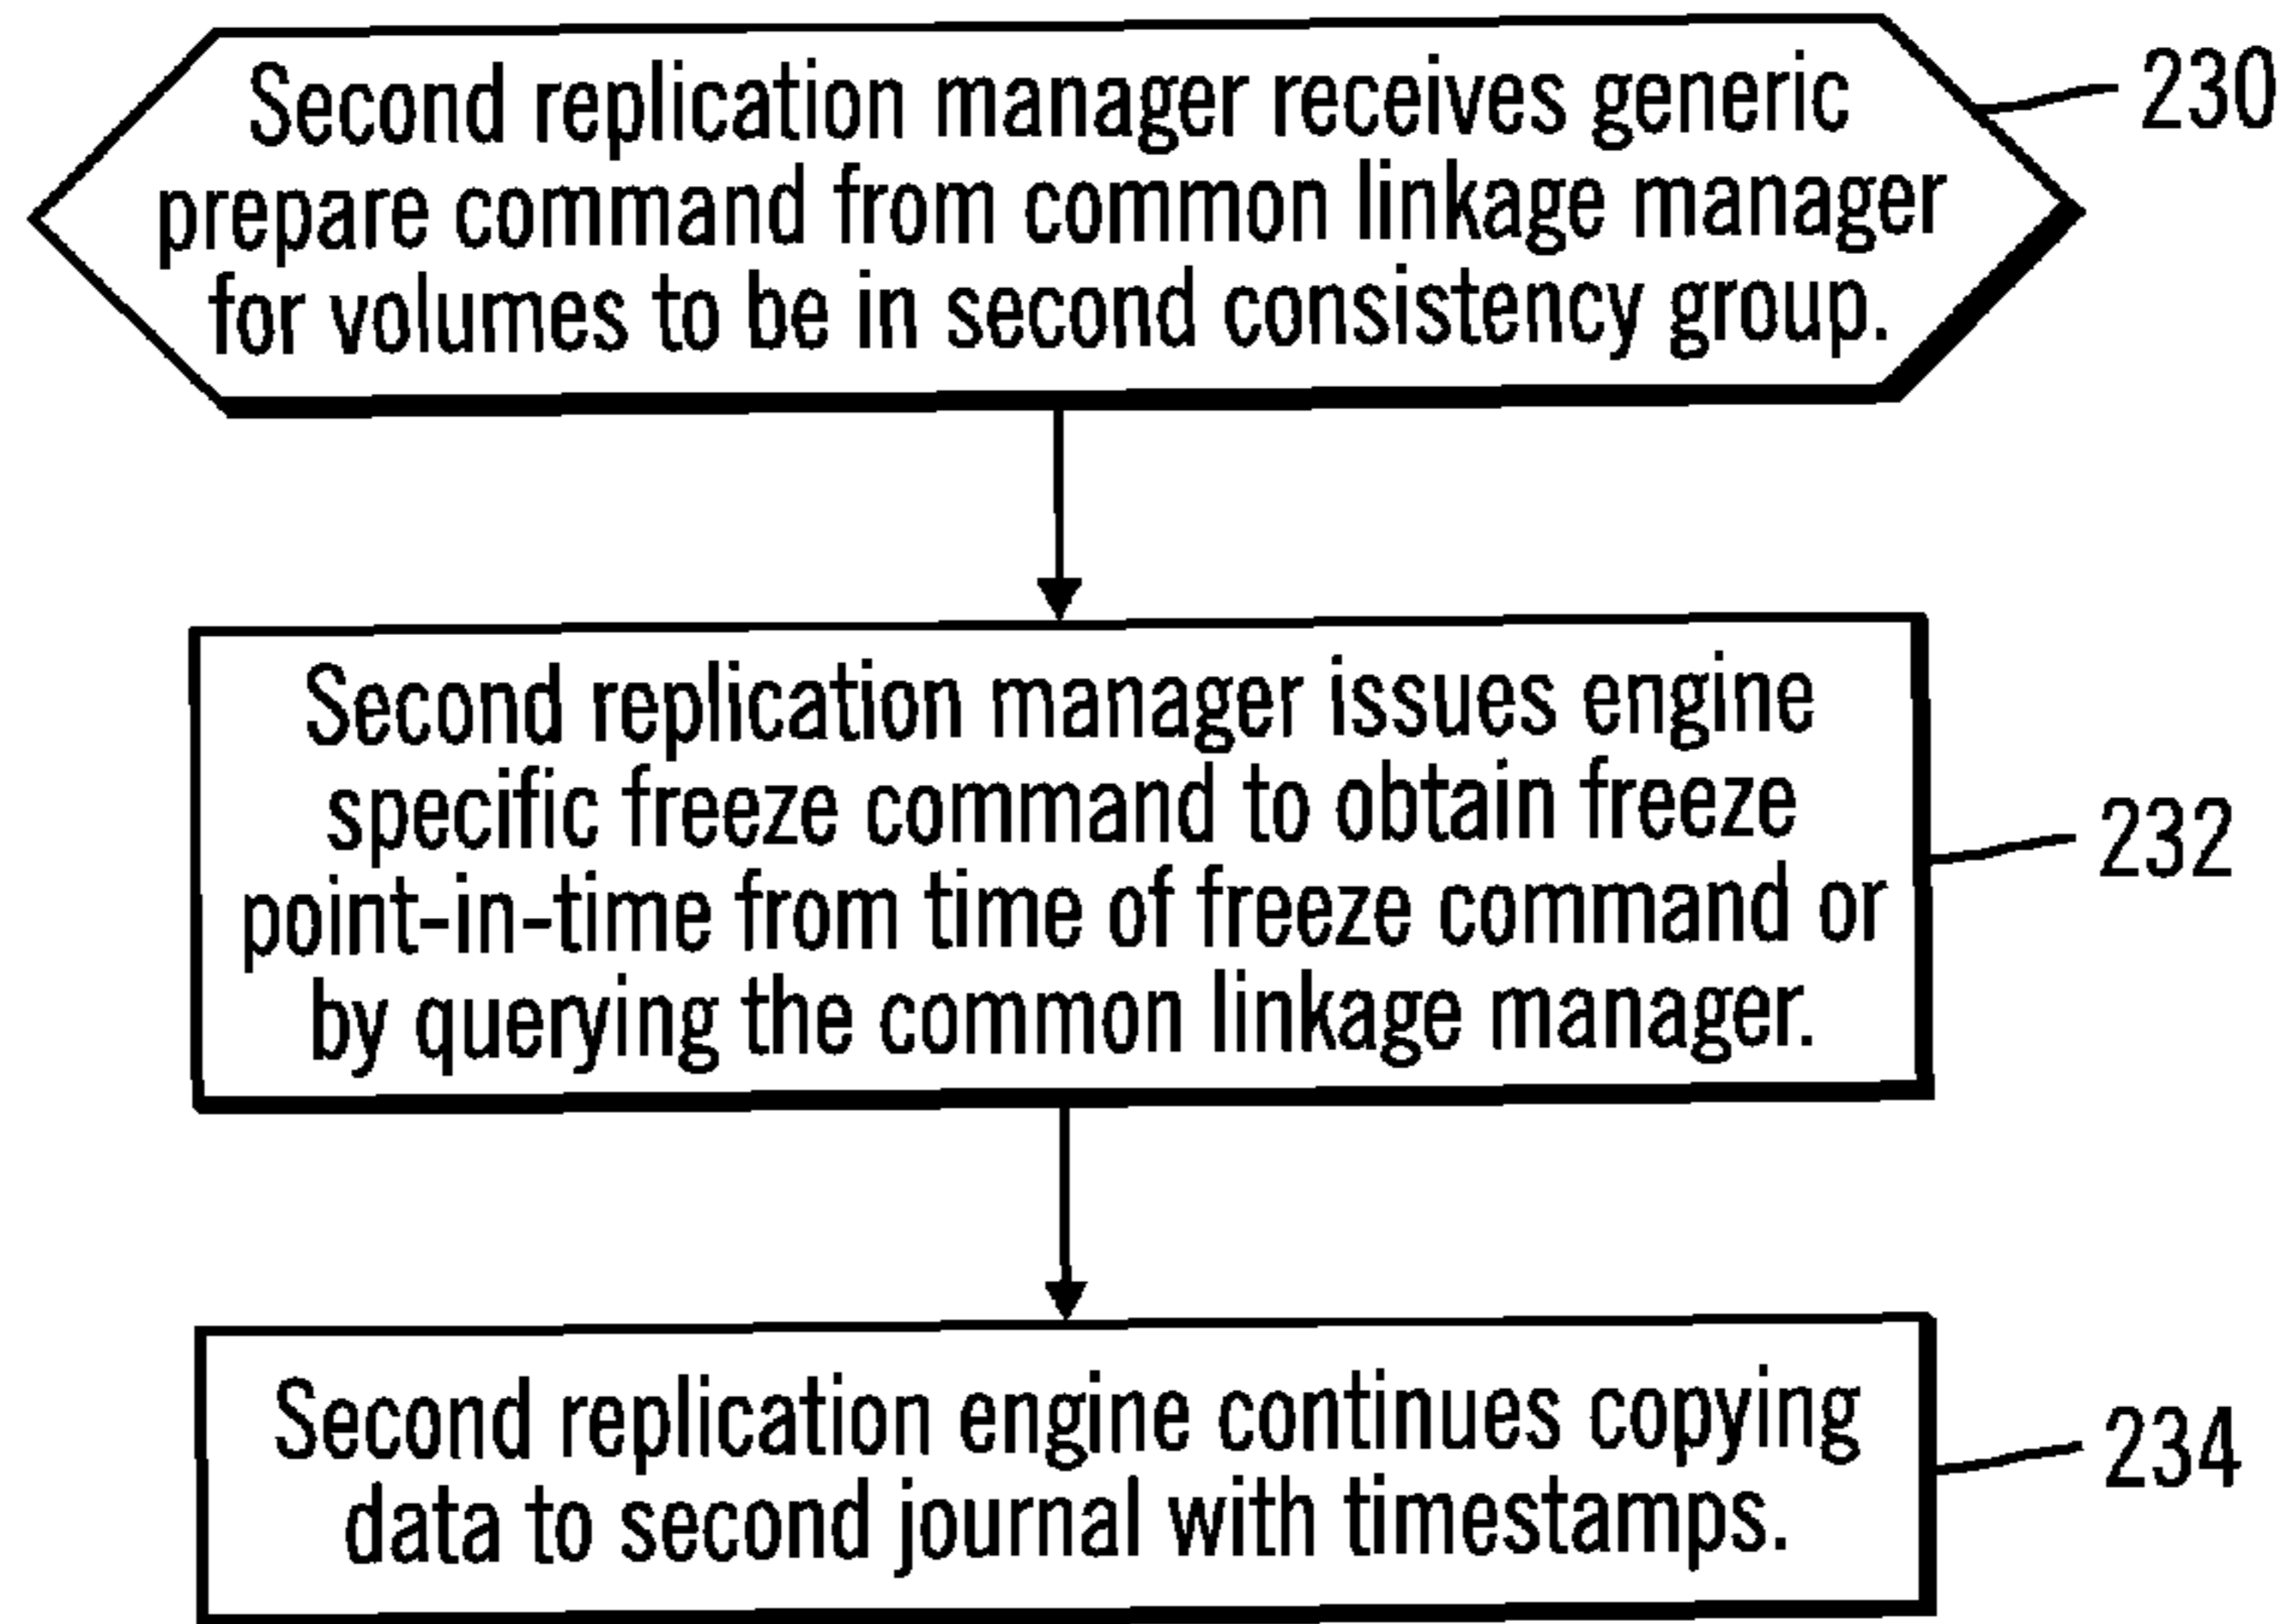 Second replication manager receives generic
prepare command from common linkage manager
for volumes to be in second consistency group.
230
Second replication manager issues engine
specific freeze command to obtain freeze
point-in-time from time of freeze command or
by querying the common linkage manager.
232
Second replication engine continues copying
data to second journal with timestamps.
234